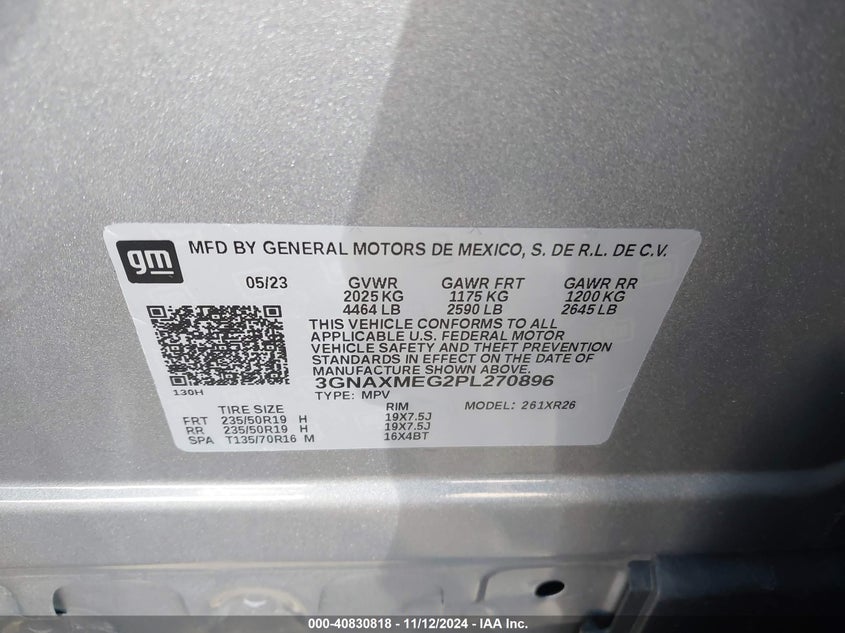 gm
MFD BY GENERAL MOTORS DE MEXICO, S. DE R.L. DE C.V.
05/23 GVWR GAWR FRT GAWR RR
2025 KG 1175 KG 1200 KG
4464 LB 2590 LB 2645 LB
THIS VEHICLE CONFORMS TO ALL
APPLICABLE U.S. FEDERAL MOTOR
VEHICLE SAFETY AND THEFT PREVENTION
STANDARDS IN EFFECT ON THE DATE OF
MANUFACTURE SHOWN ABOVE.
3GNAXMEG2PL270896
130H
TYPE: MPV MODEL: 261XR26
TIRE SIZE RIM
FRT 235/50R19 H 19X7.5J
RR 235/50R19 H 19X7.5J
SPA T135/70R16 M 16X4BT
000-40830818 - 11/12/2024 - IAA Inc.